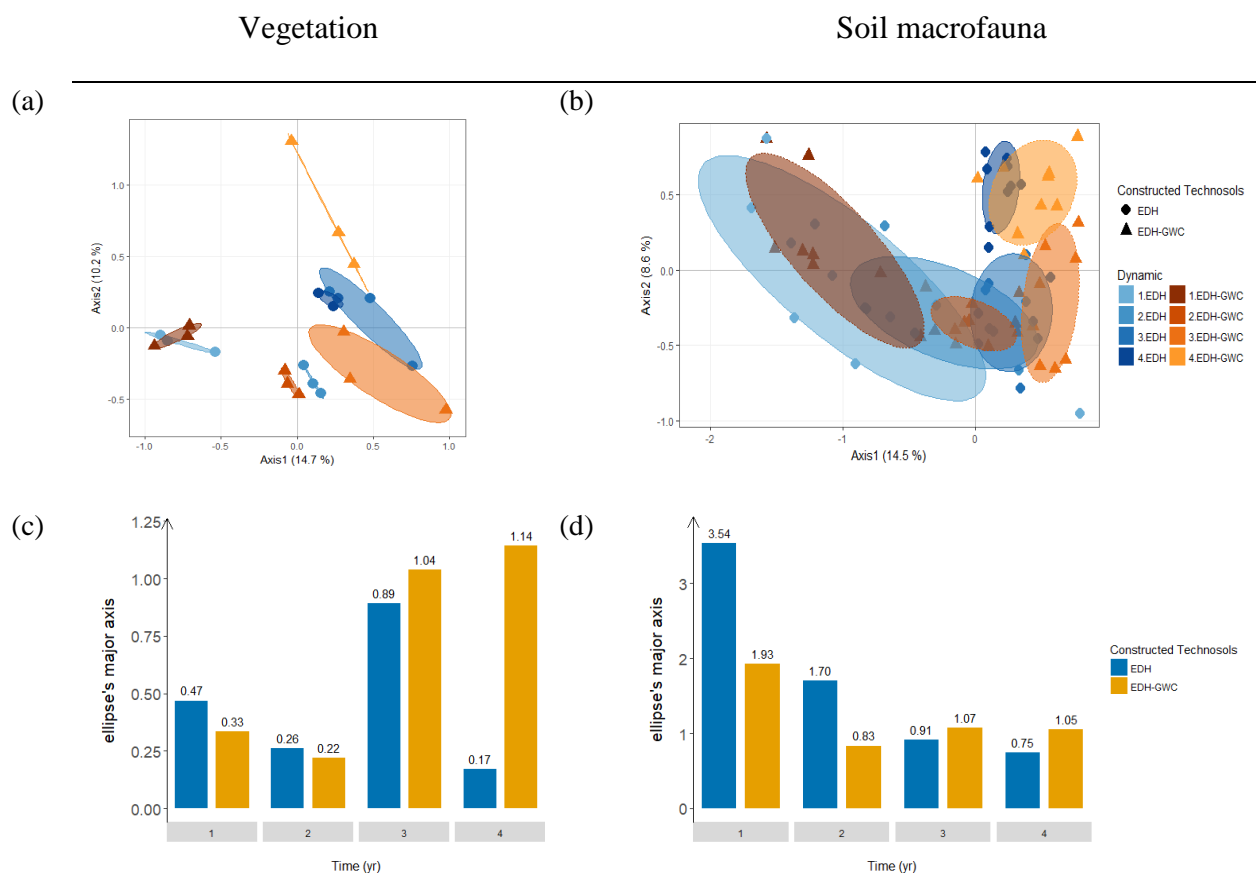 Vegetation
Soil macrofauna
(a)
(b)
1.0
0.5
0.0
-0.5
Axis2 (10.2 %)
-1.0
-0.5
0.0
0.5
1.0
Axis1 (14.7 %)
0.5
0.0
-0.5
-1.0
Axis2 (8.6 %)
-2
-1
0
Axis1 (14.5 %)
Constructed Technosols
EDH
EDH-GWC
Dynamic
1.EDH 1.EDH-GWC
2.EDH 2.EDH-GWC
3.EDH 3.EDH-GWC
4.EDH 4.EDH-GWC
(c)
(d)
1.25
1.00
0.75
0.50
0.25
0.00
ellipse's major axis
0.47
0.33
0.26
0.22
0.89
1.04
0.17
1.14
1
2
3
4
Time (yr)
3
2
1
0
ellipse's major axis
3.54
1.93
1.70
0.83
0.91
1.07
0.75
1.05
1
2
3
4
Time (yr)
Constructed Technosols
EDH
EDH-GWC